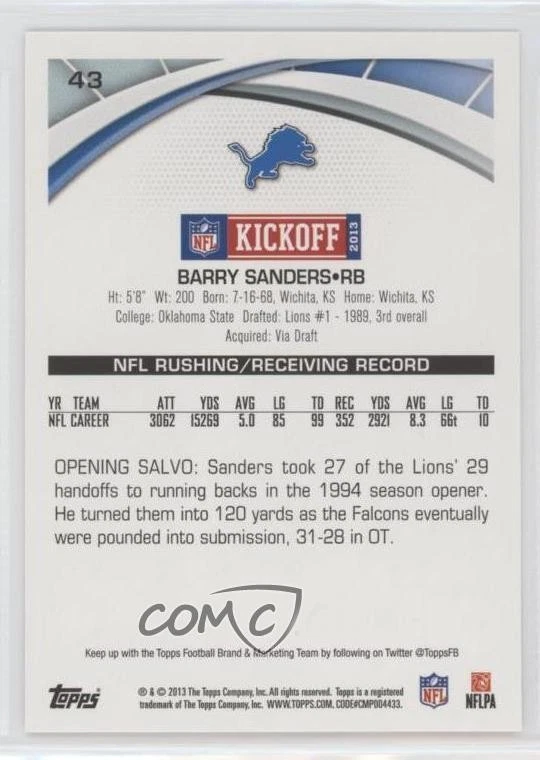 43
NFL KICKOFF 2013
BARRY SANDERS•RB
Ht: 5'8" Wt: 200 Born: 7-16-68, Wichita, KS Home: Wichita, KS
College: Oklahoma State Drafted: Lions #1 - 1989, 3rd overall
Acquired: Via Draft
NFL RUSHING/RECEIVING RECORD
YR TEAM ATT YDS AVG LG TD REC YDS AVG LG TD
NFL CAREER 3062 15269 5.0 85 99 352 2921 8.3 66t 10
OPENING SALVO: Sanders took 27 of the Lions' 29
handoffs to running backs in the 1994 season opener.
He turned them into 120 yards as the Falcons eventually
were pounded into submission, 31-28 in OT.
COMC
Keep up with the Topps Football Brand & Marketing Team by following on Twitter @ToppsFB
Topps
® & © 2013 The Topps Company, Inc. All rights reserved. Topps is a registered
trademark of The Topps Company, Inc. WWW.TOPPS.COM. CODE#CMP004433.
NFL
NFLPA